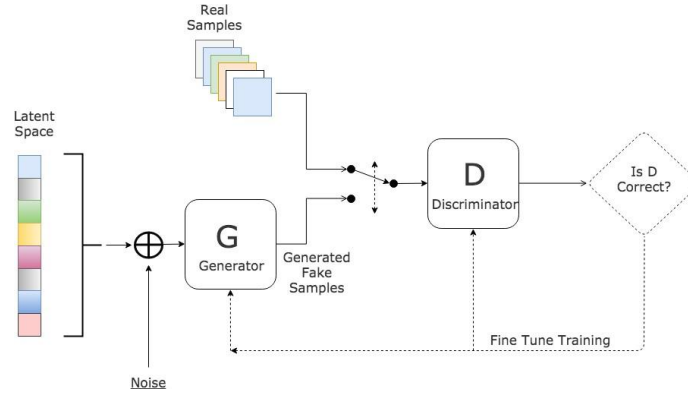 Real
Samples
Latent
Space
G
Generator
Generated
Fake
Samples
D
Discriminator
Is D
Correct?
Fine Tune Training
Noise